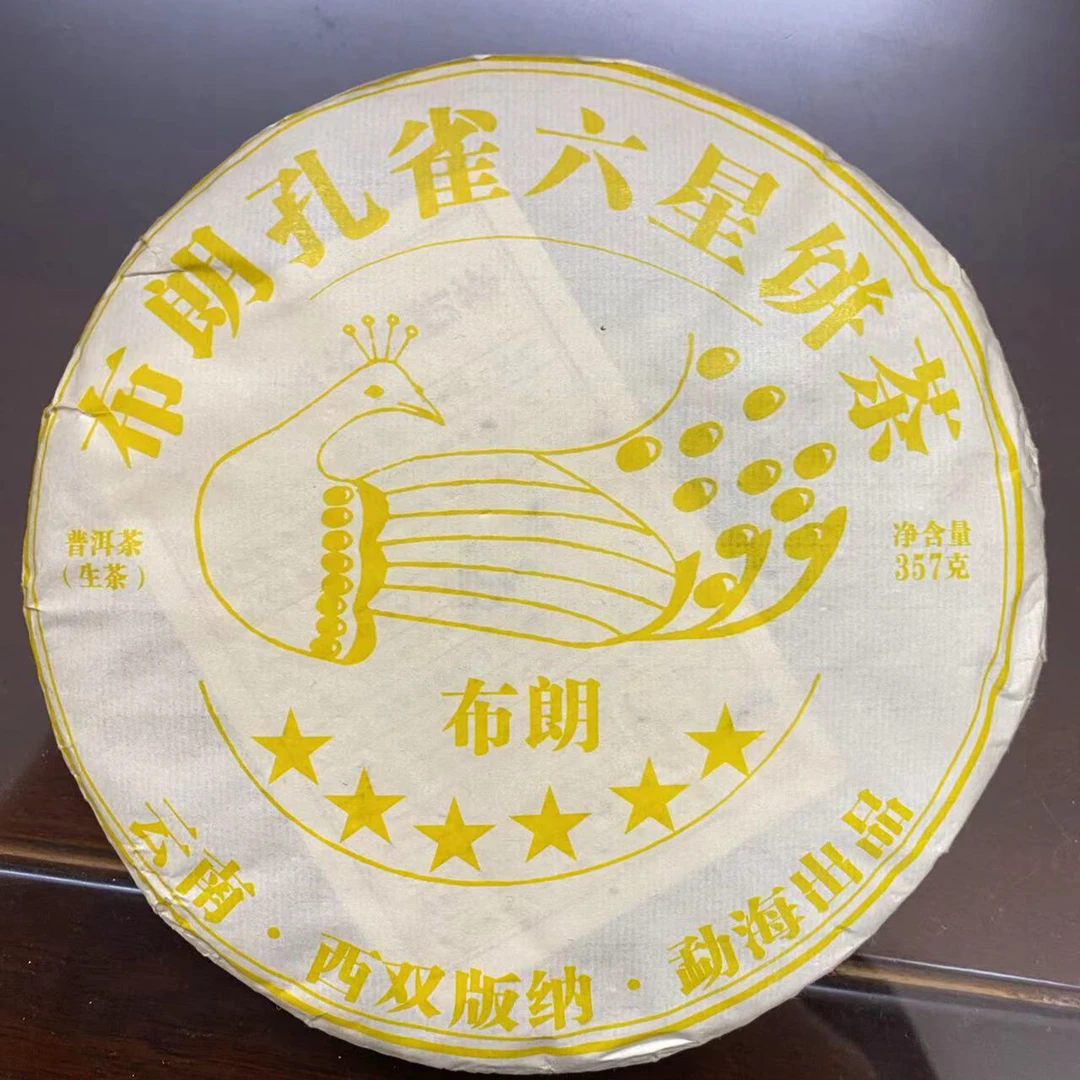 布朗孔雀六星饼茶
普洱茶
（生茶）
净含量
357克
布朗
云南·西双版纳·勐海出品